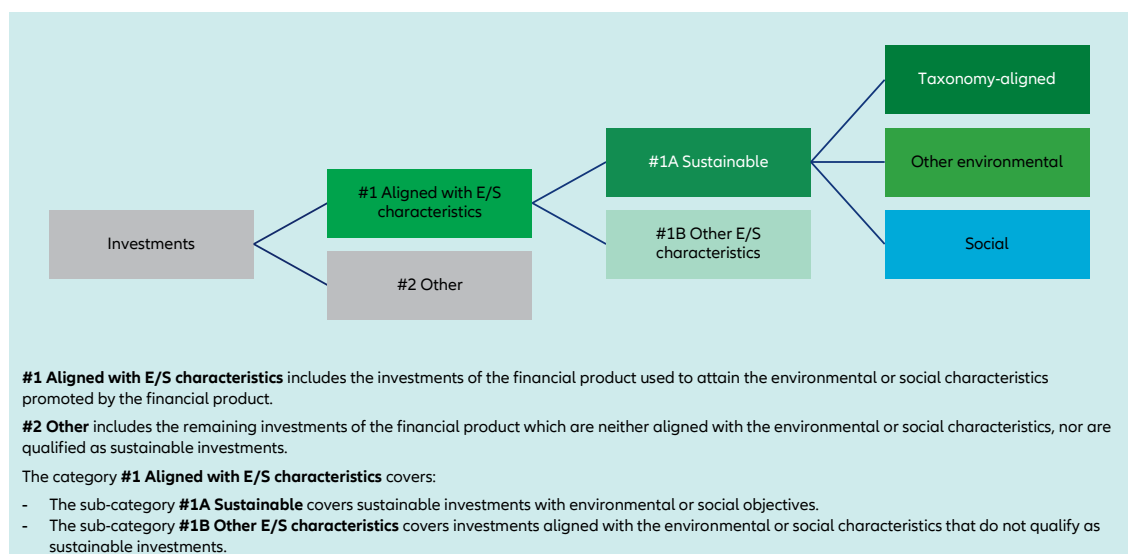 Taxonomy-aligned
#1A Sustainable
Other environmental
#1 Aligned with E/S
characteristics
Investments
#1B Other E/S
characteristics
Social
#2 Other
#1 Aligned with E/S characteristics includes the investments of the financial product used to attain the environmental or social characteristics
promoted by the financial product.
#2 Other includes the remaining investments of the financial product which are neither aligned with the environmental or social characteristics, nor are
qualified as sustainable investments.
The category #1 Aligned with E/S characteristics covers:
- The sub-category #1A Sustainable covers sustainable investments with environmental or social objectives.
- The sub-category #1B Other E/S characteristics covers investments aligned with the environmental or social characteristics that do not qualify as
sustainable investments.